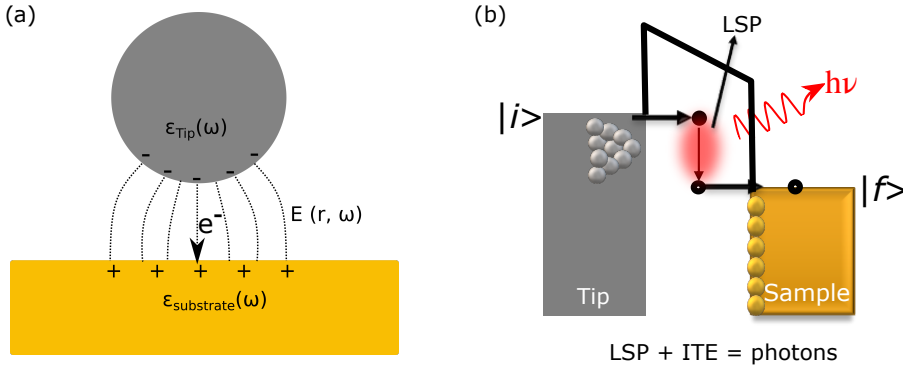 (a)
ε_Tip(ω)
- - - - -
E (r, ω)
e-
+ + + + + +
ε_substrate(ω)
(b)
LSP
hν
|i>
|f>
Tip
Sample
LSP + ITE = photons